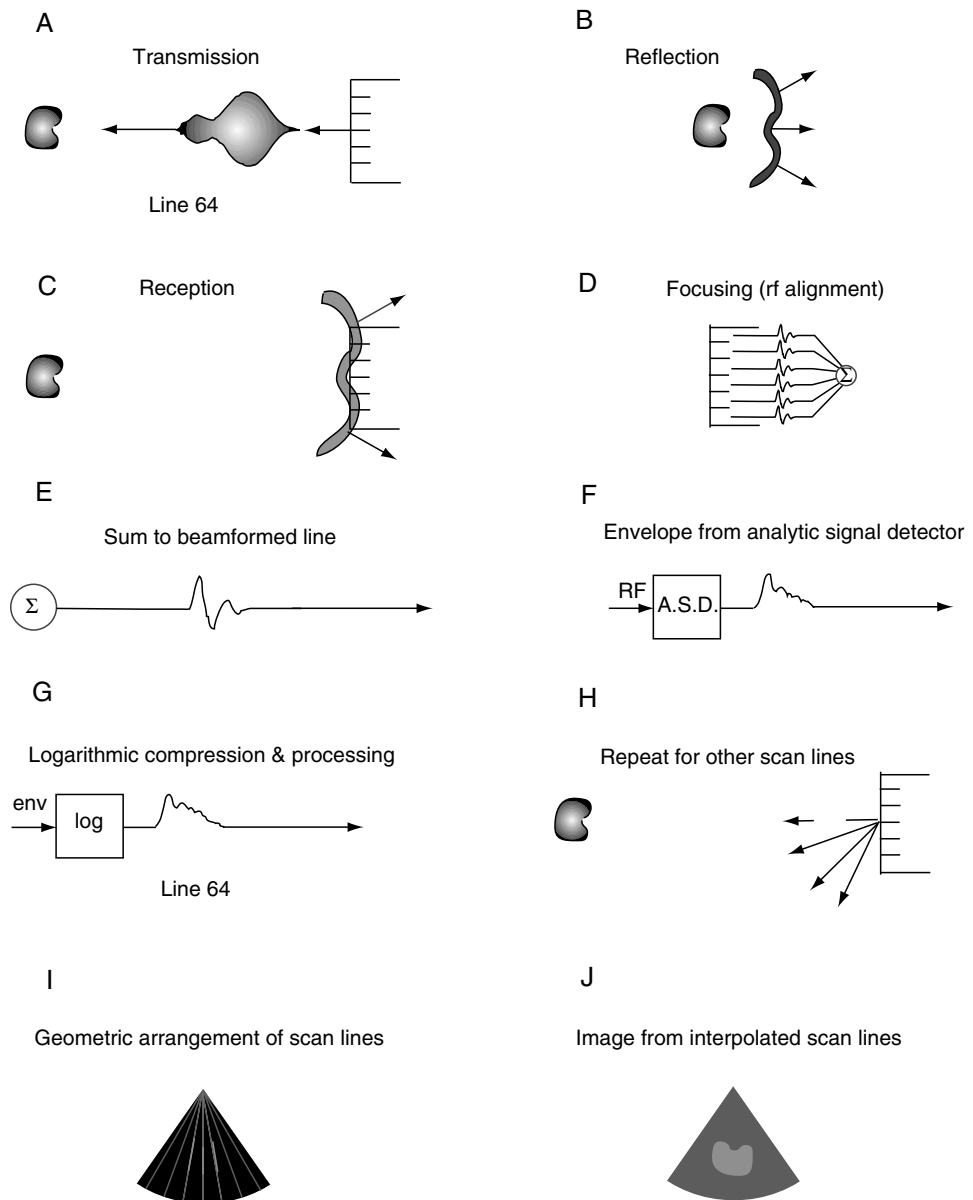 A
Transmission
Line 64
B
Reflection
C
Reception
D
Focusing (rf alignment)
Σ
E
Sum to beamformed line
Σ
F
Envelope from analytic signal detector
RF
A.S.D.
G
Logarithmic compression & processing
env
log
Line 64
H
Repeat for other scan lines
I
Geometric arrangement of scan lines
J
Image from interpolated scan lines